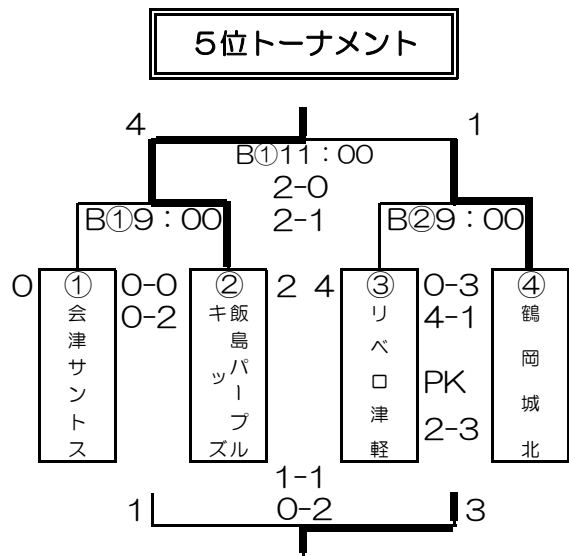 ５位トーナメント
4
1
B①11：00
2-0
2-1
B①9：00
B②9：00
0
①
会津サントス
0-0
0-2
②
飯島パープル
キッズ
2
4
③
リベロ津軽
0-3
4-1
PK
2-3
④
鶴岡城北
1-1
0-2
1
3